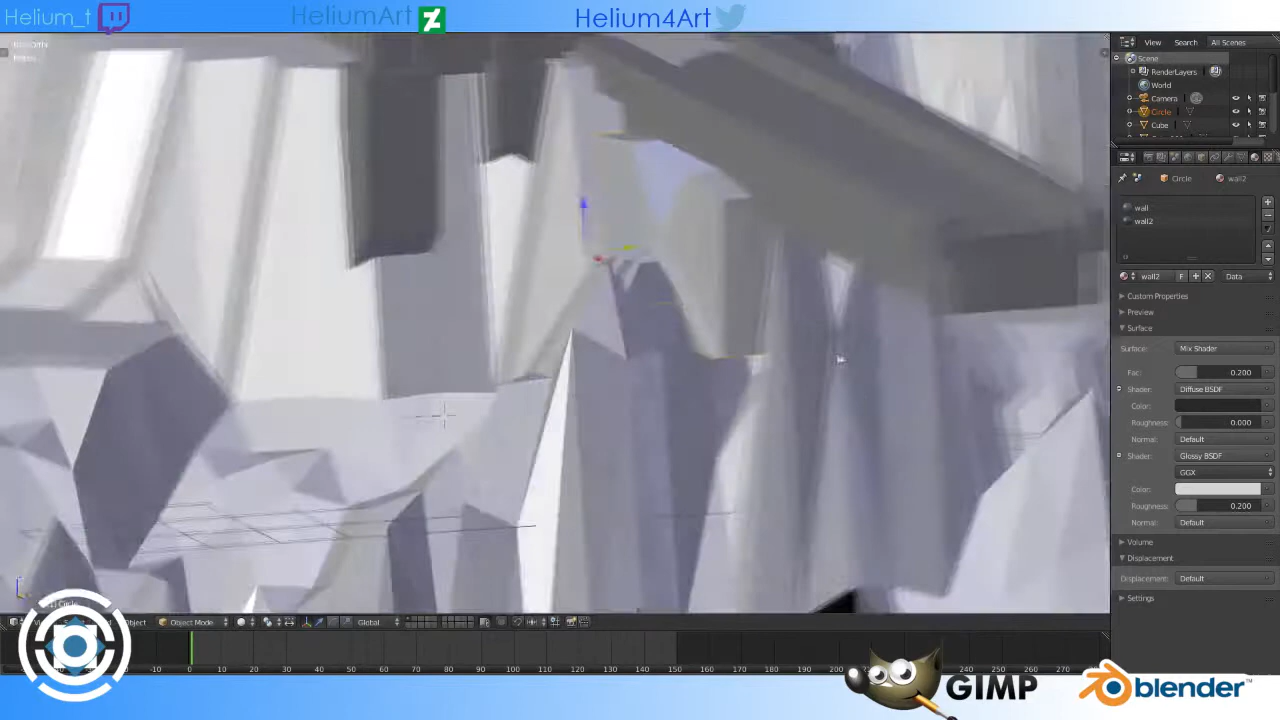 Helium_t
HeliumArt
Helium4Art
View Search All Scenes
Scene
RenderLayers
World
Camera
Circle
Cube
Circle wall2
wall
wall2
wall2 F Data
Custom Properties
Preview
Surface
Surface: Mix Shader
Fac: 0.200
Shader: Diffuse BSDF
Color:
Roughness: 0.000
Normal: Default
Shader: Glossy BSDF
GGX
Color:
Roughness: 0.200
Normal: Default
Volume
Displacement
Displacement: Default
Settings
Object Mode Global
-10 0 10 20 30 40 50 60 70 80 90 100 110 120 130 140 150 160 170 180 190 200 240 250 260 270
GIMP
blender